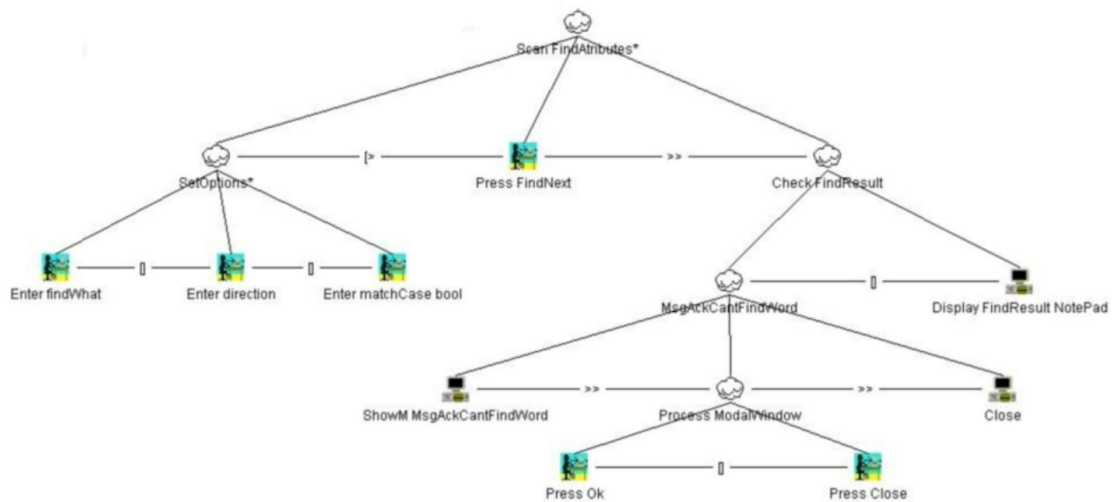 Scan FindAtributes*
[> >>
SetOptions* Press FindNext Check FindResult
[] []
Enter findWhat Enter direction Enter matchCase bool
[]
MsgAckCantFindWord Display FindResult NotePad
>> >>
ShowM MsgAckCantFindWord Process ModalWindow Close
[]
Press Ok Press Close